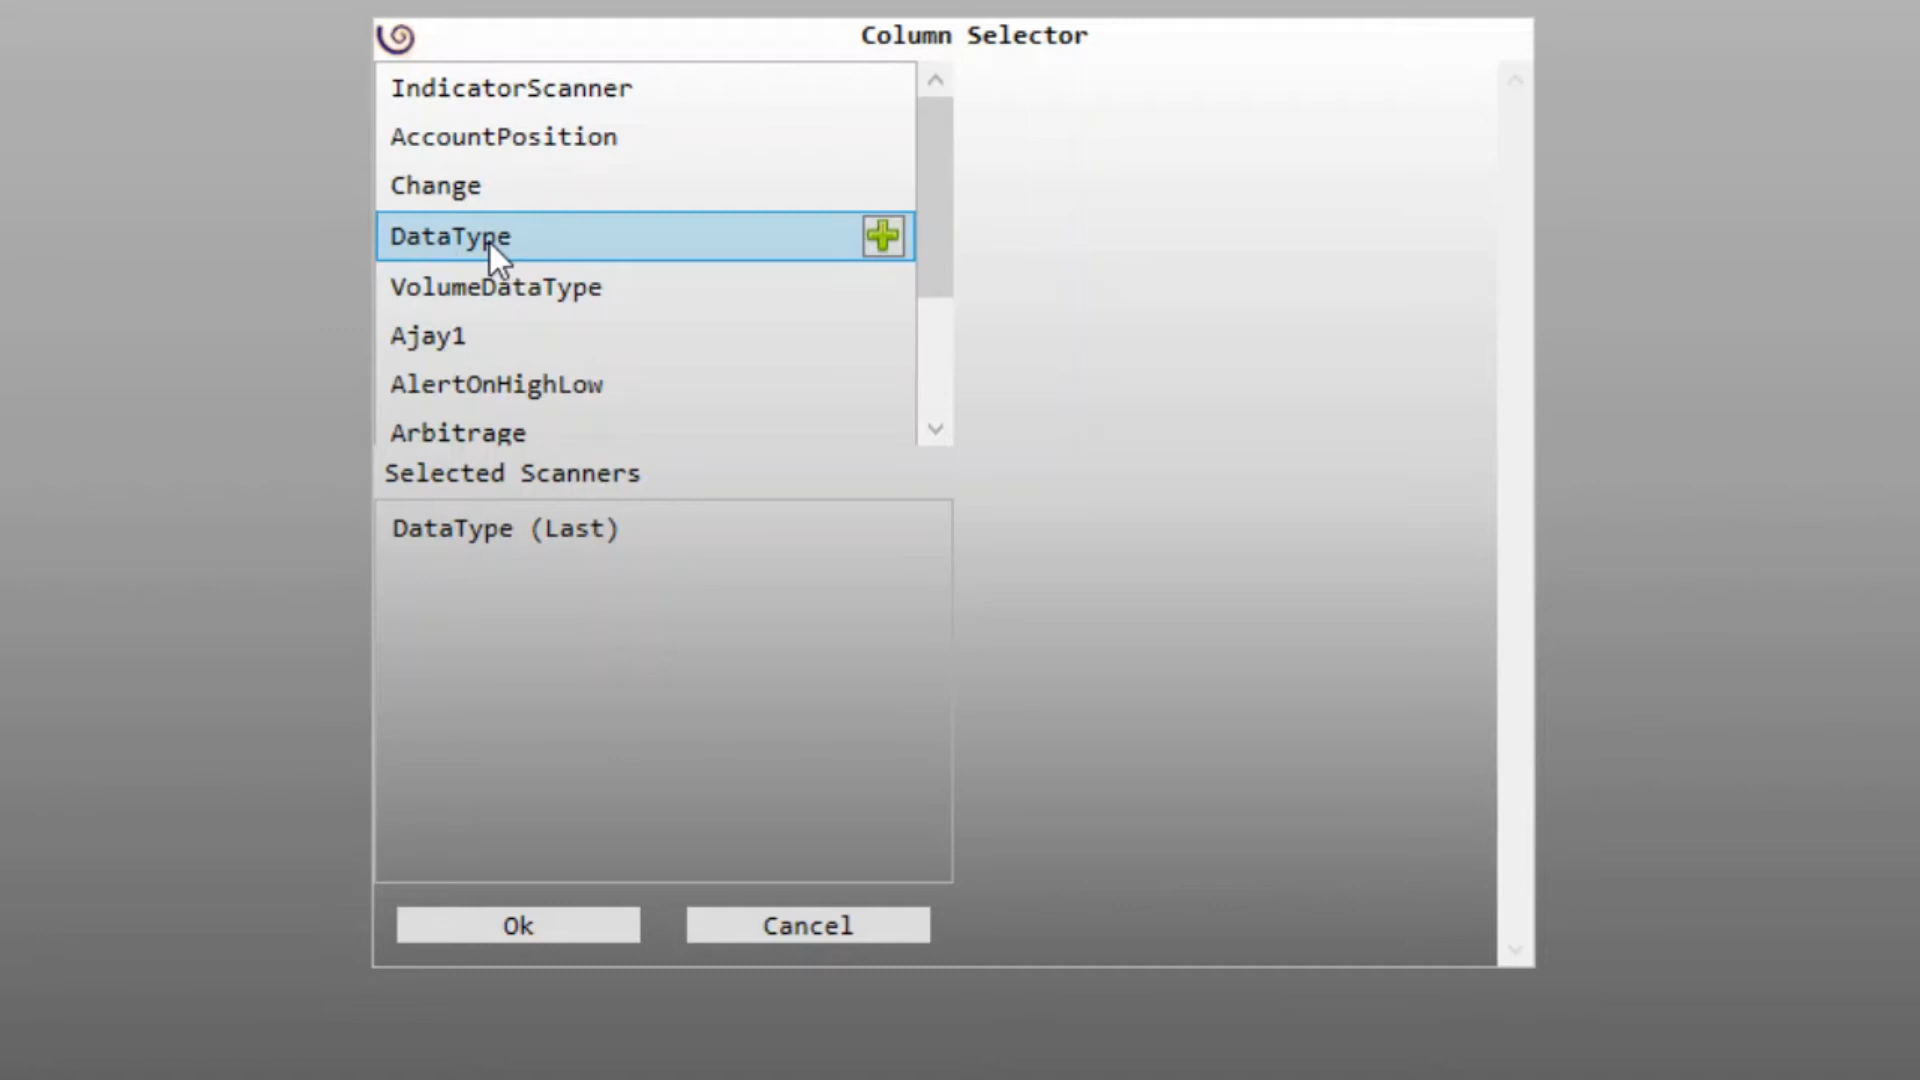 Column Selector
IndicatorScanner
AccountPosition
Change
DataType
VolumeDataType
Ajay1
AlertOnHighLow
Arbitrage
Selected Scanners
DataType (Last)
Ok
Cancel